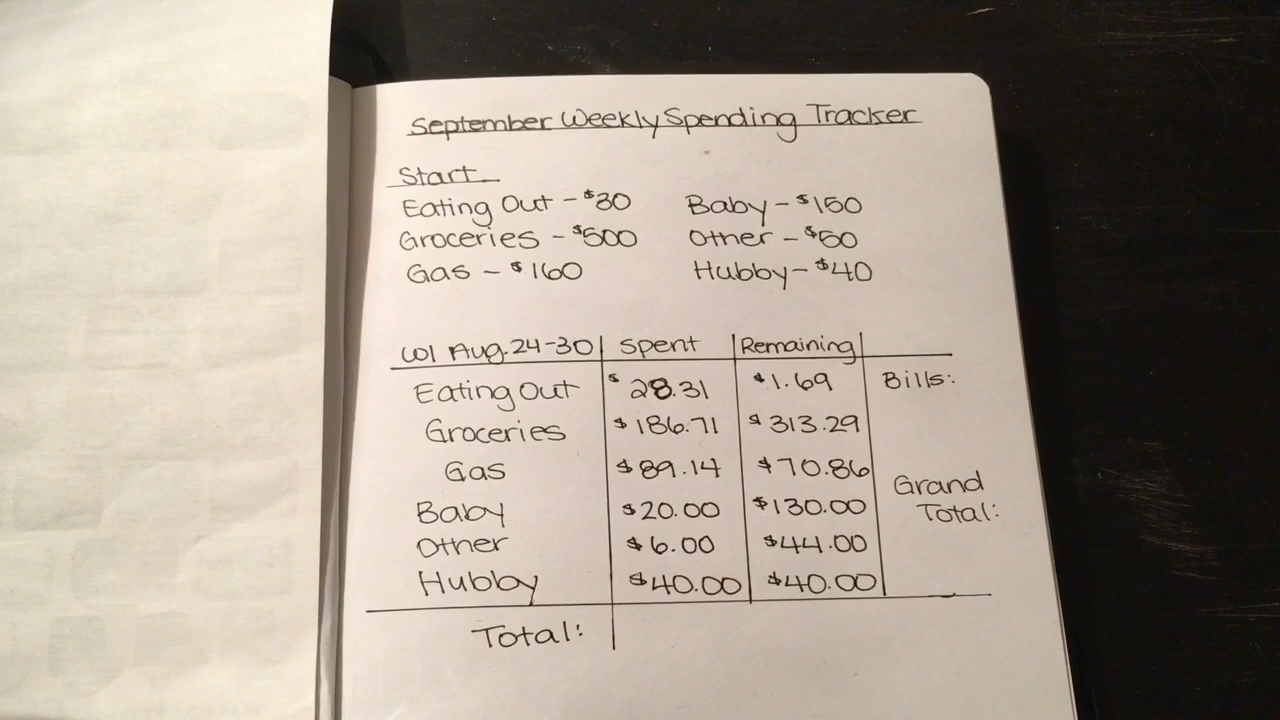 September Weekly Spending Tracker
Start
Eating Out - $30 Baby - $150
Groceries - $500 Other - $50
Gas - $160 Hubby - $40
W1 Aug. 24-30 Spent Remaining
Eating Out $28.31 $1.69 Bills:
Groceries $186.71 $313.29
Gas $89.14 $70.86
Grand
Baby $20.00 $130.00 Total:
Other $6.00 $44.00
Hubby $40.00 $40.00
Total: